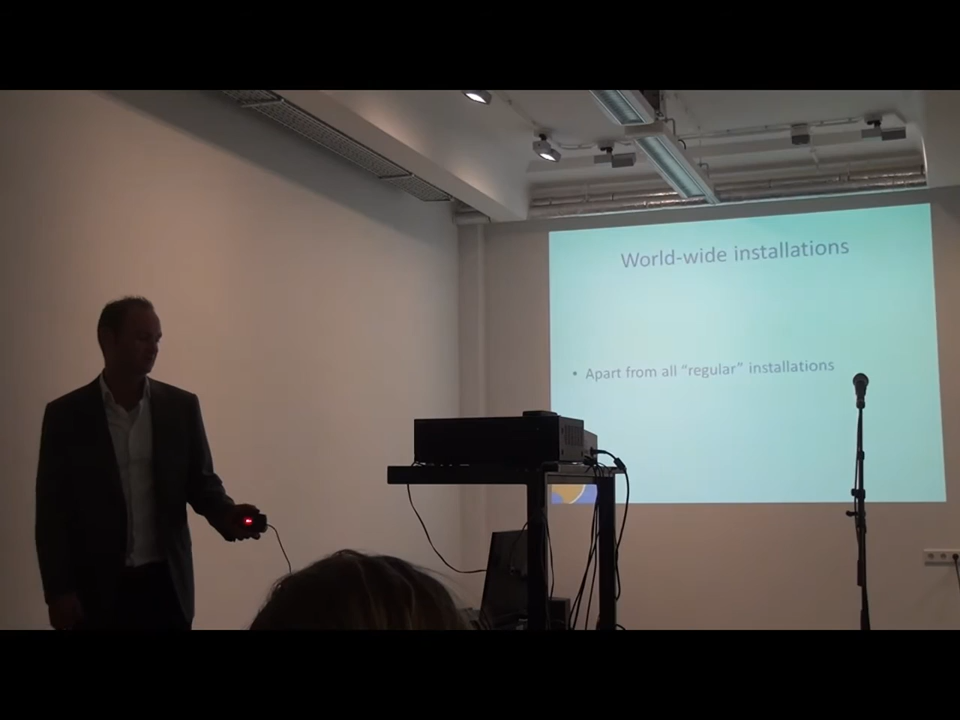 World-wide installations
• Apart from all “regular” installations